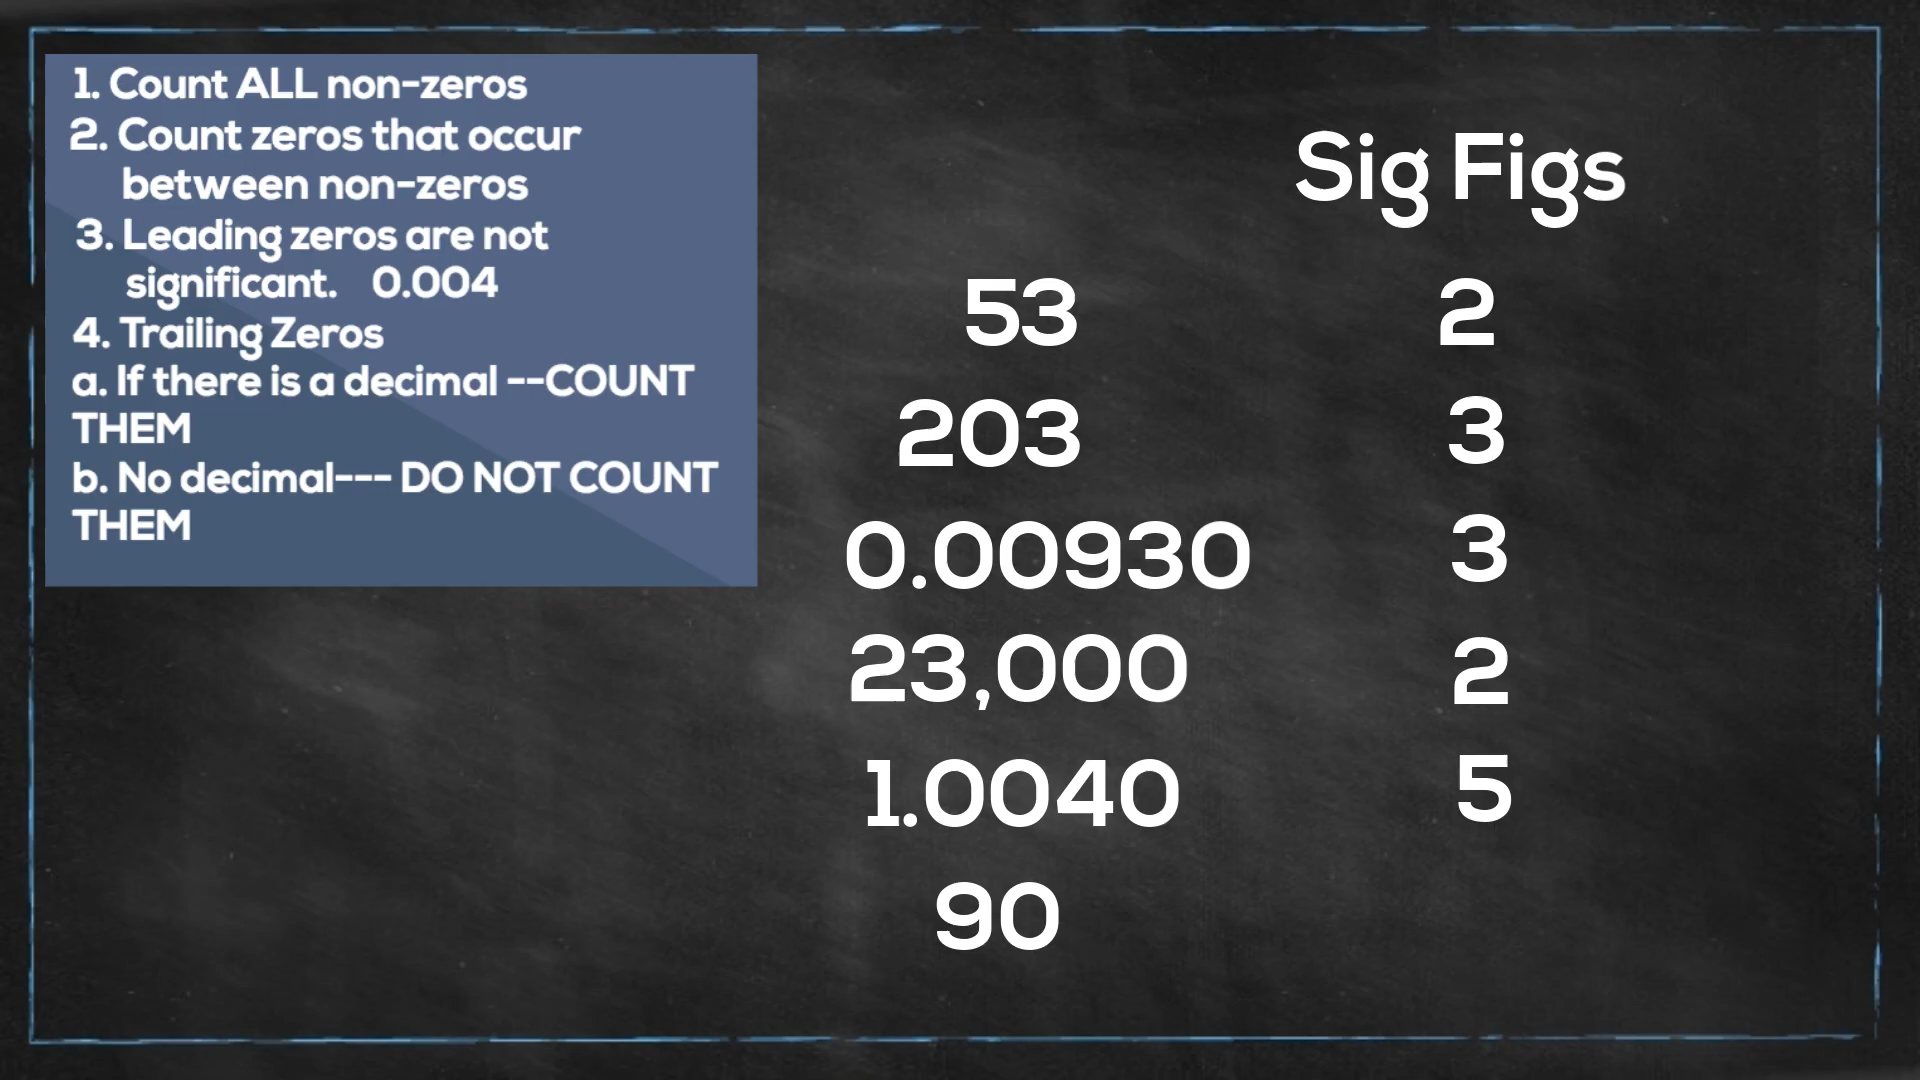 1. Count ALL non-zeros
2. Count zeros that occur
between non-zeros
3. Leading zeros are not
significant. 0.004
4. Trailing Zeros
a. If there is a decimal --COUNT
THEM
b. No decimal--- DO NOT COUNT
THEM
Sig Figs
53 2
203 3
0.00930 3
23,000 2
1.0040 5
90